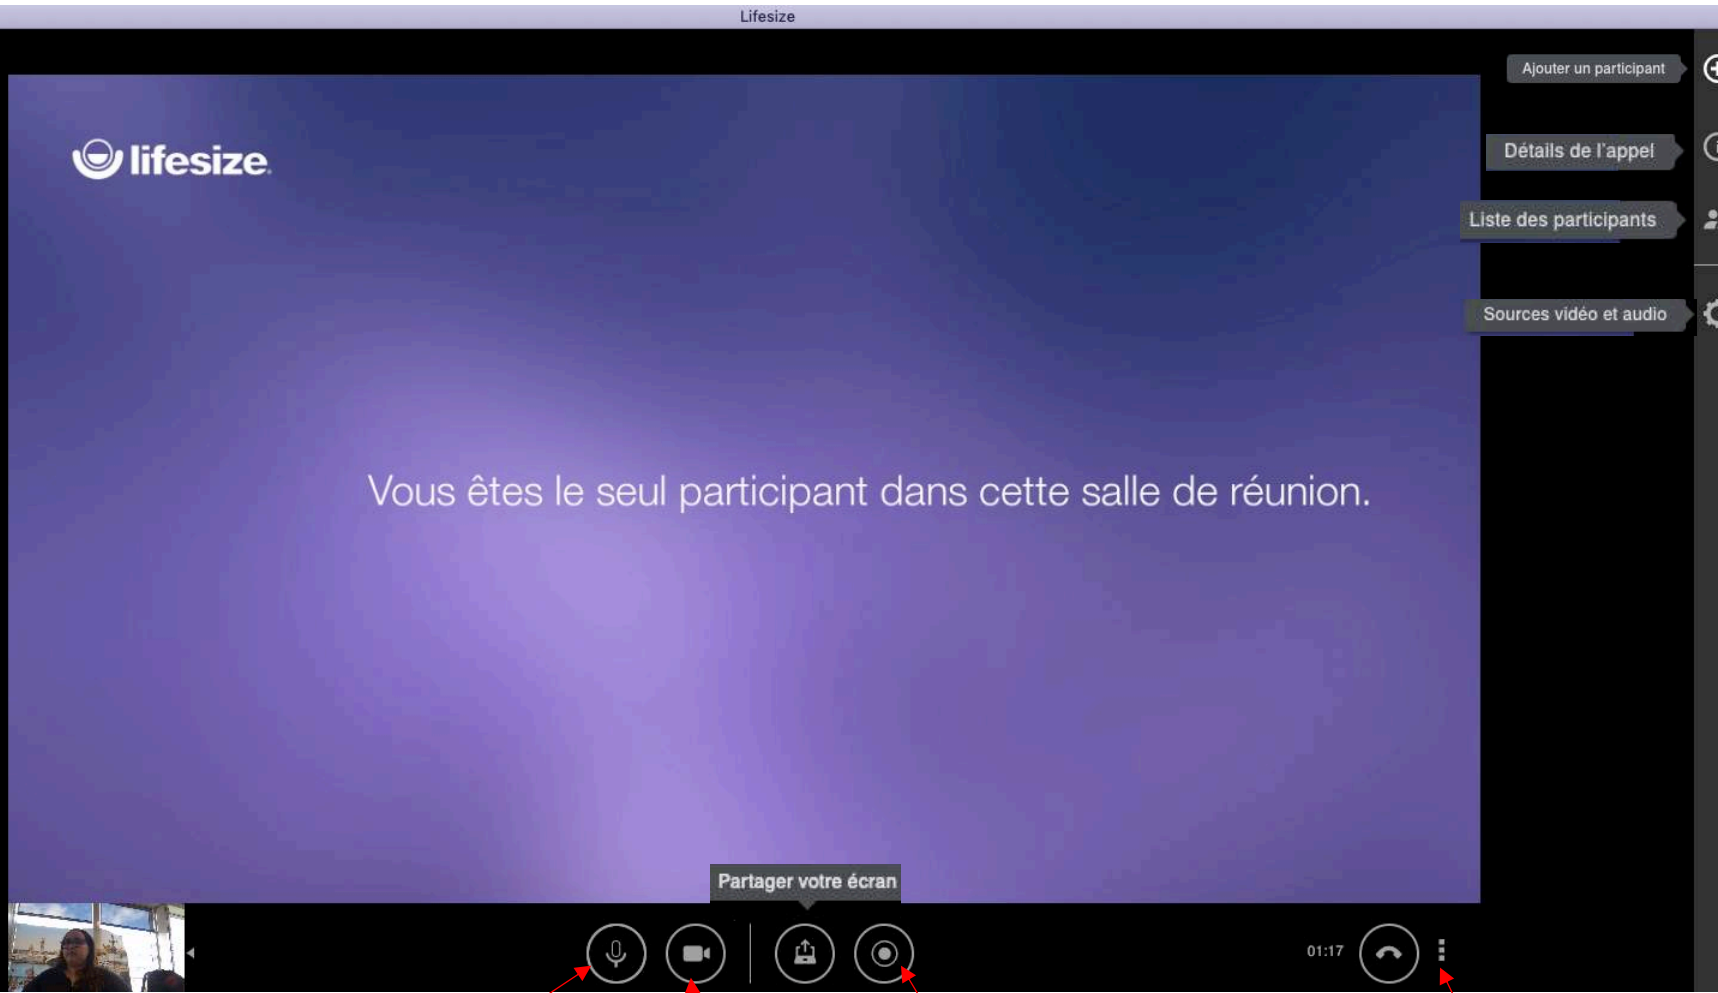 Lifesize
Ajouter un participant
lifesize
Détails de l'appel
Liste des participants
Sources vidéo et audio
Vous êtes le seul participant dans cette salle de réunion.
Partager votre écran
01:17